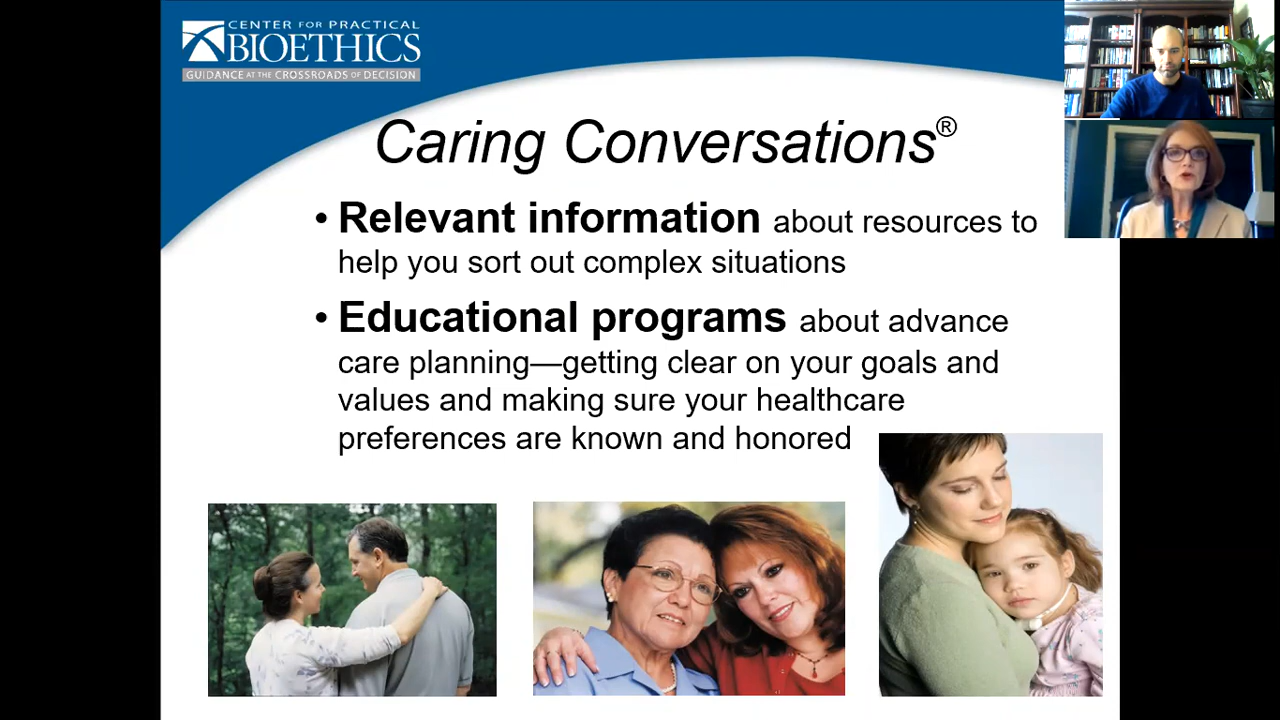 CENTER FOR PRACTICAL
BIOETHICS
GUIDANCE AT THE CROSSROADS OF DECISION
Caring Conversations®
• Relevant information about resources to
help you sort out complex situations
• Educational programs about advance
care planning—getting clear on your goals and
values and making sure your healthcare
preferences are known and honored